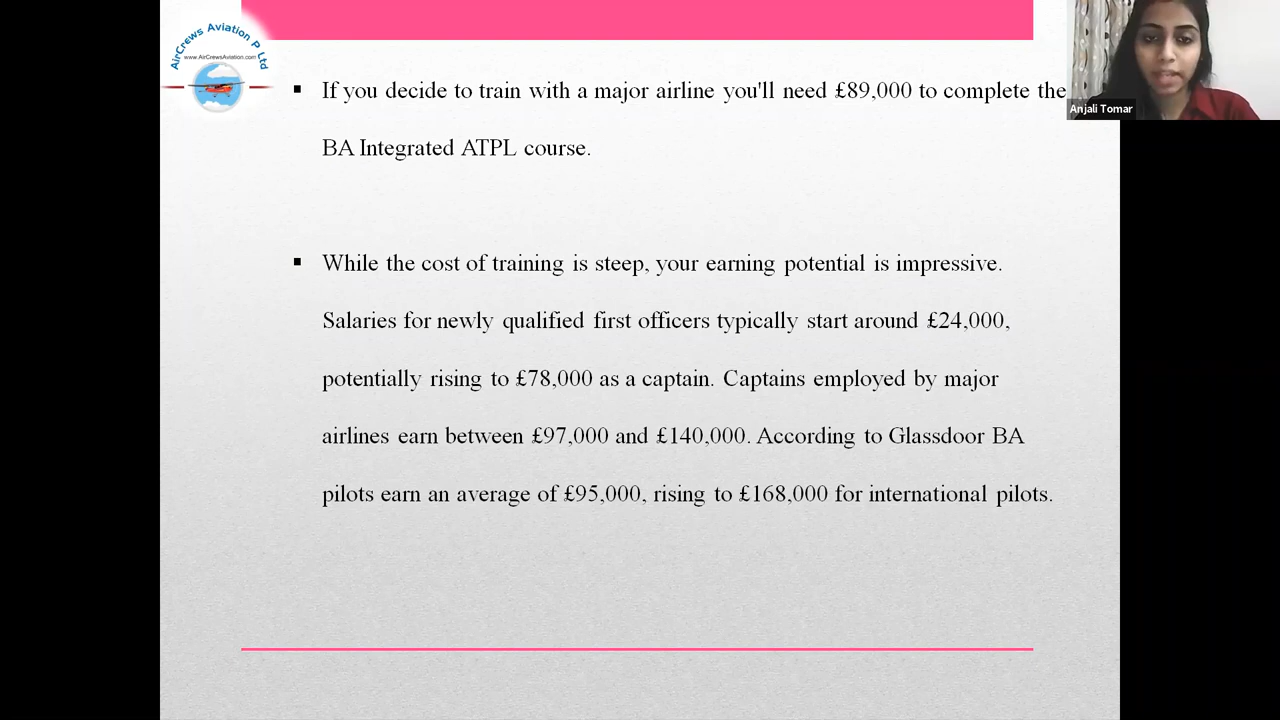 AirCrews Aviation P Ltd
www.AirCrewsAviation.com
▪ If you decide to train with a major airline you'll need £89,000 to complete the
BA Integrated ATPL course.
▪ While the cost of training is steep, your earning potential is impressive.
Salaries for newly qualified first officers typically start around £24,000,
potentially rising to £78,000 as a captain. Captains employed by major
airlines earn between £97,000 and £140,000. According to Glassdoor BA
pilots earn an average of £95,000, rising to £168,000 for international pilots.
Anjali Tomar